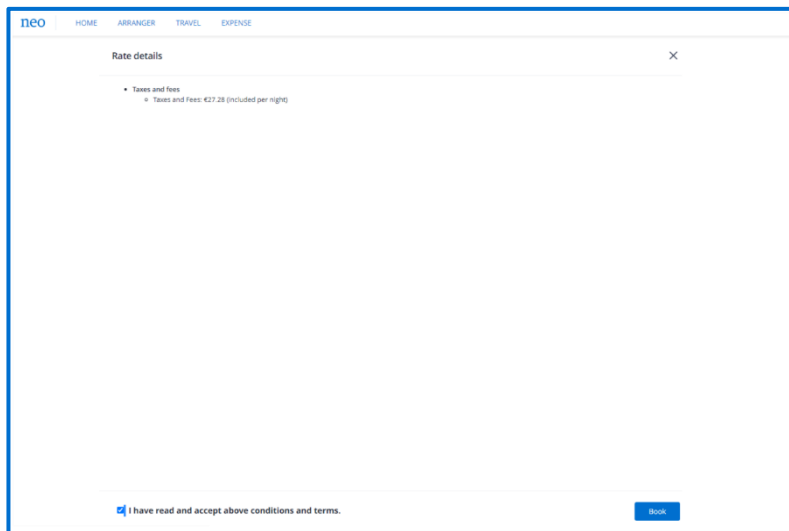 neo HOME ARRANGER TRAVEL EXPENSE
Rate details
Taxes and fees
Taxes and Fees: €27.28 (included per night)
I have read and accept above conditions and terms.
Book